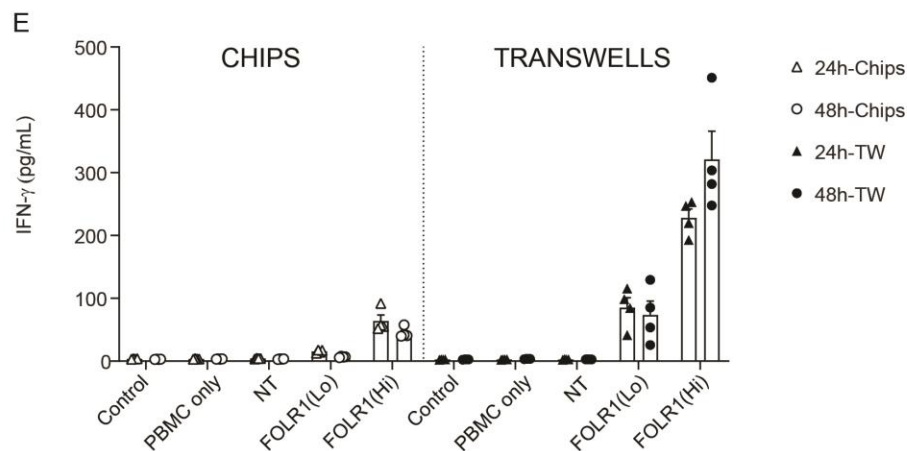 E
CHIPS
TRANSWELLS
IFN-γ (pg/mL)
500
400
300
200
100
0
Control
PBMC only
NT
FOLR1(Lo)
FOLR1(Hi)
Control
PBMC only
NT
FOLR1(Lo)
FOLR1(Hi)
24h-Chips
48h-Chips
24h-TW
48h-TW